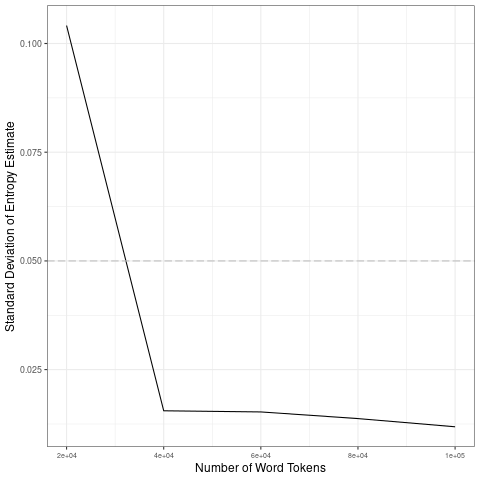 Standard Deviation of Entropy Estimate
0.100
0.075
0.050
0.025
2e+04 4e+04 6e+04 8e+04 1e+05
Number of Word Tokens